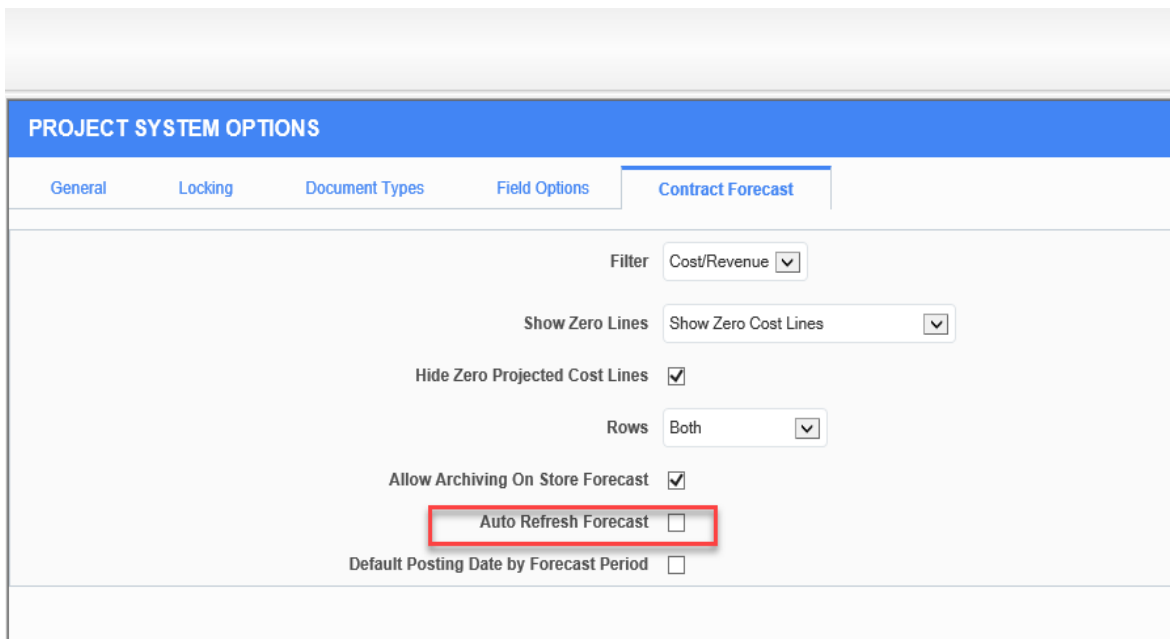 PROJECT SYSTEM OPTIONS
General Locking Document Types Field Options Contract Forecast
Filter Cost/Revenue
Show Zero Lines Show Zero Cost Lines
Hide Zero Projected Cost Lines
Rows Both
Allow Archiving On Store Forecast
Auto Refresh Forecast
Default Posting Date by Forecast Period